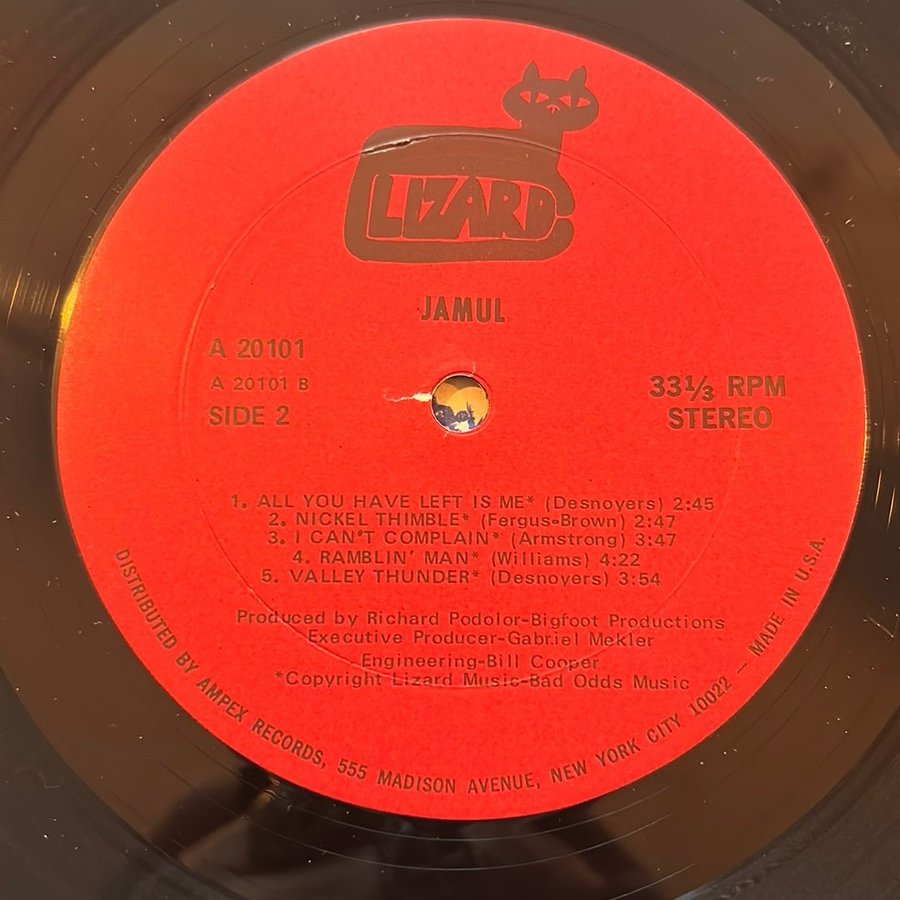 LIZARD
JAMUL
A 20101
A 20101 B
SIDE 2
33⅓ RPM
STEREO
1. ALL YOU HAVE LEFT IS ME* (Desnoyers) 2:45
2. NICKEL THIMBLE* (Fergus-Brown) 2:47
3. I CAN'T COMPLAIN* (Armstrong) 3:47
4. RAMBLIN' MAN* (Williams) 4:22
5. VALLEY THUNDER* (Desnoyers) 3:54
Produced by Richard Podolor-Bigfoot Productions
Executive Producer-Gabriel Mekler
Engineering-Bill Cooper
*Copyright Lizard Music-Bad Odds Music
DISTRIBUTED BY AMPEX RECORDS, 555 MADISON AVENUE, NEW YORK CITY 10022 - MADE IN U.S.A.